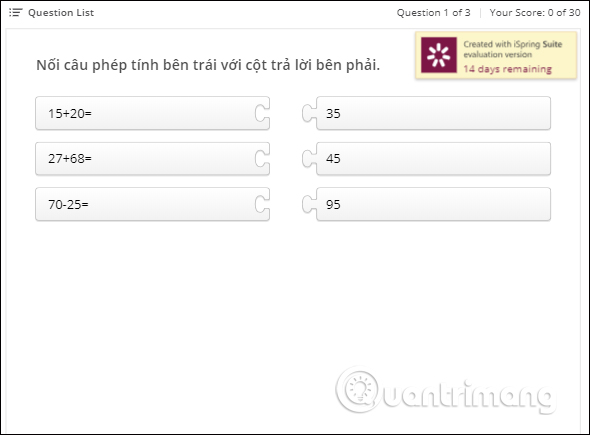 Question List
Question 1 of 3 | Your Score: 0 of 30
Created with iSpring Suite
evaluation version
14 days remaining
Nối câu phép tính bên trái với cột trả lời bên phải.
15+20= 35
27+68= 45
70-25= 95
Quantrimang